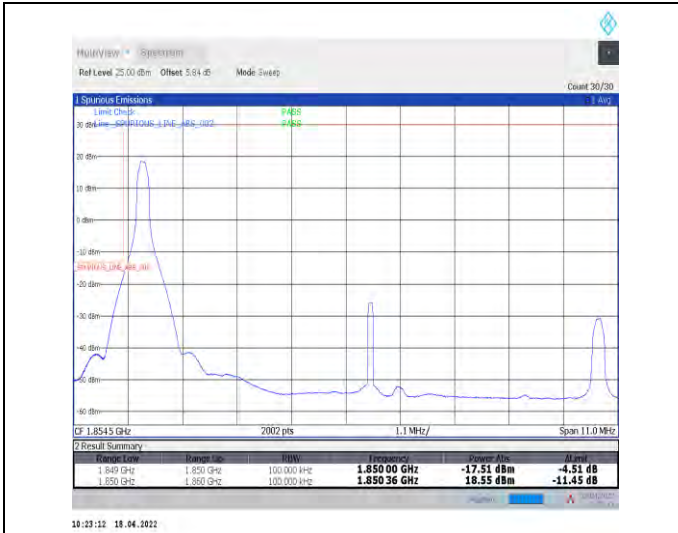 MultiView Spectrum
Ref Level 25.00 dBm Offset 5.84 dB Mode Sweep
Count 30/30
1 Spurious Emissions 1 Avg
Limit Check PASS
30 dBm Line _SPURIOUS_LINE_ABS_002 PASS
20 dBm
10 dBm
0 dBm
-10 dBm
_SPURIOUS_LINE_ABS_002
-20 dBm
-30 dBm
-40 dBm
-50 dBm
-60 dBm
CF 1.8545 GHz 2002 pts 1.1 MHz/ Span 11.0 MHz
2 Result Summary
Range Low Range Up RBW Frequency Power Abs ΔLimit
1.849 GHz 1.850 GHz 100.000 kHz 1.850 00 GHz -17.51 dBm -4.51 dB
1.850 GHz 1.860 GHz 100.000 kHz 1.850 36 GHz 18.55 dBm -11.45 dB
10:23:12 18.04.2022